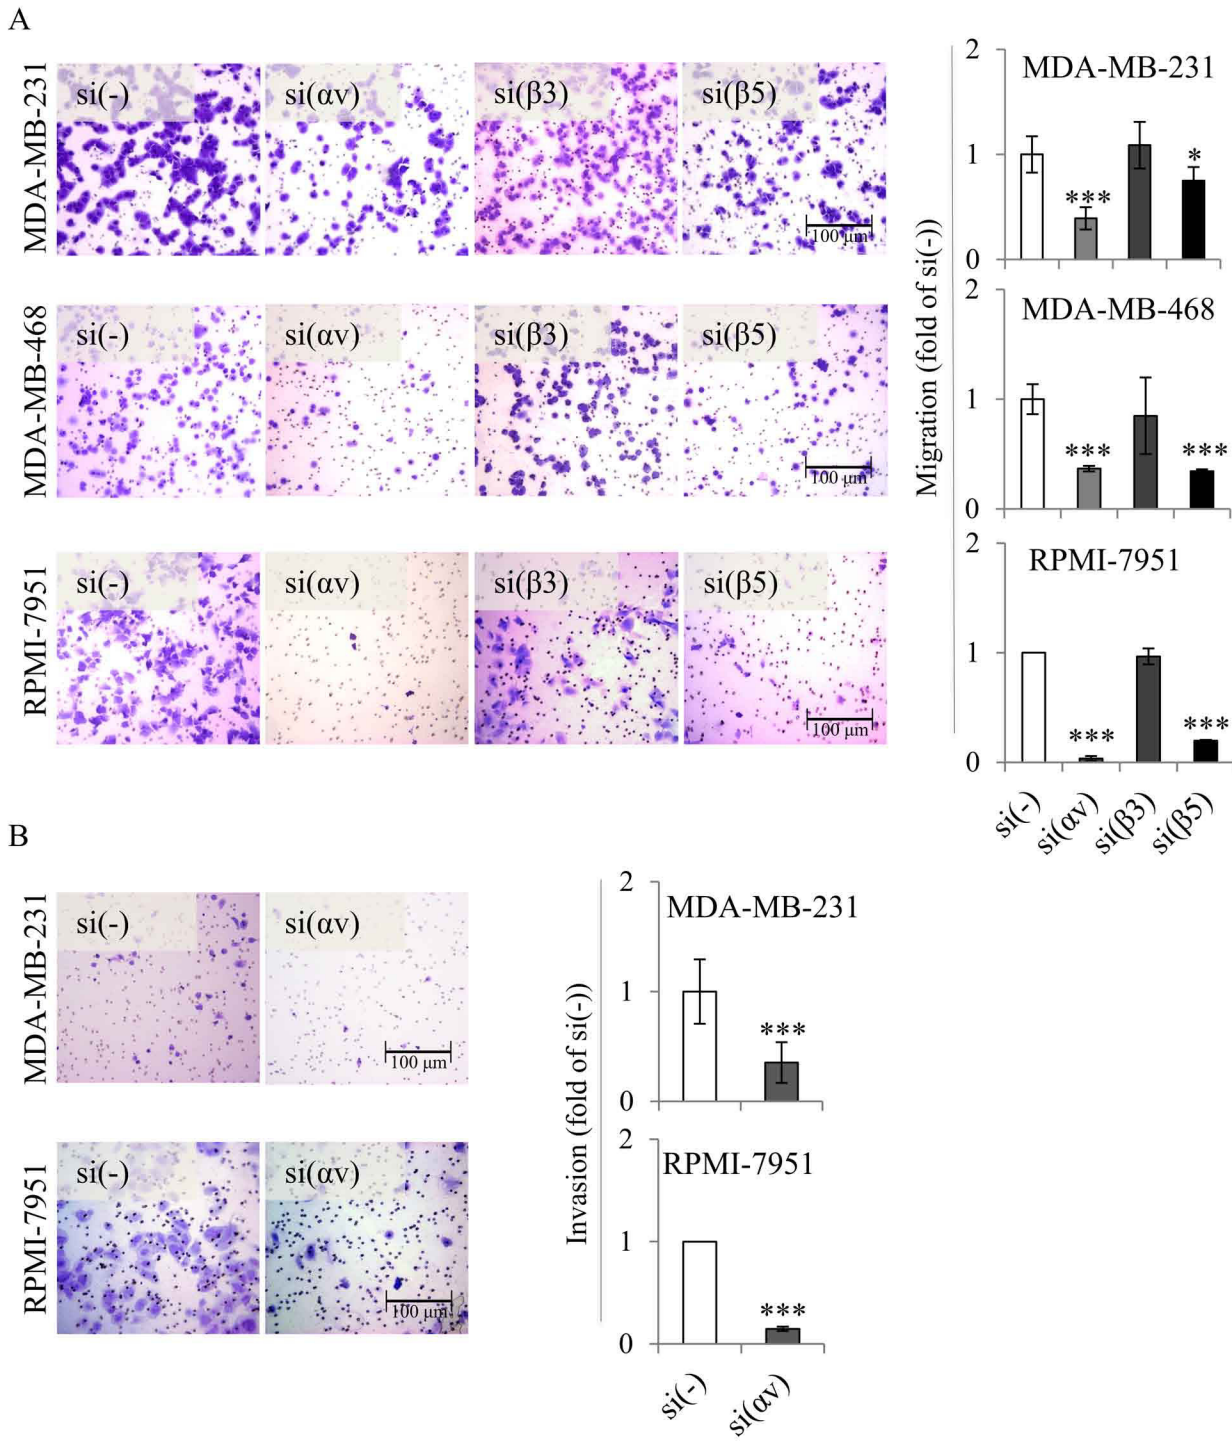 A
MDA-MB-231
si(-)
si(αv)
si(β3)
si(β5)
100 μm
MDA-MB-468
si(-)
si(αv)
si(β3)
si(β5)
100 μm
RPMI-7951
si(-)
si(αv)
si(β3)
si(β5)
100 μm
Migration (fold of si(-))
2
MDA-MB-231
1
***
*
0
2
MDA-MB-468
1
***
***
0
2
RPMI-7951
1
***
***
0
si(-)
si(αv)
si(β3)
si(β5)
B
MDA-MB-231
si(-)
si(αv)
100 μm
RPMI-7951
si(-)
si(αv)
100 μm
Invasion (fold of si(-))
2
MDA-MB-231
1
***
0
2
RPMI-7951
1
***
0
si(-)
si(αv)